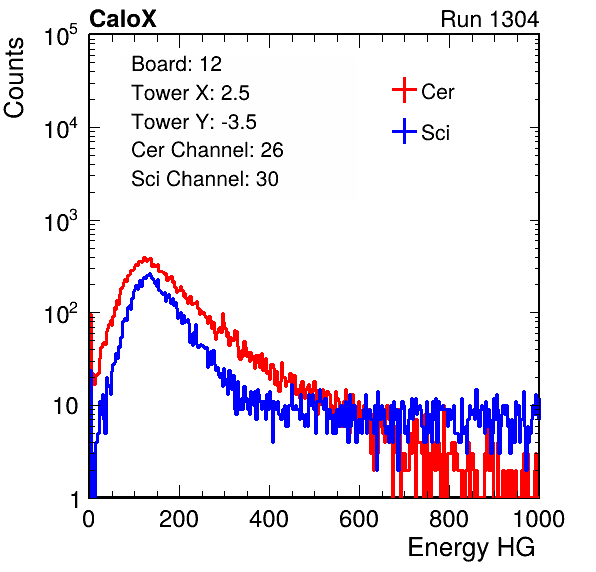 CaloX Run 1304
Counts
10^5
10^4
10^3
10^2
10
1
Board: 12
Tower X: 2.5
Tower Y: -3.5
Cer Channel: 26
Sci Channel: 30
Cer
Sci
0 200 400 600 800 1000
Energy HG